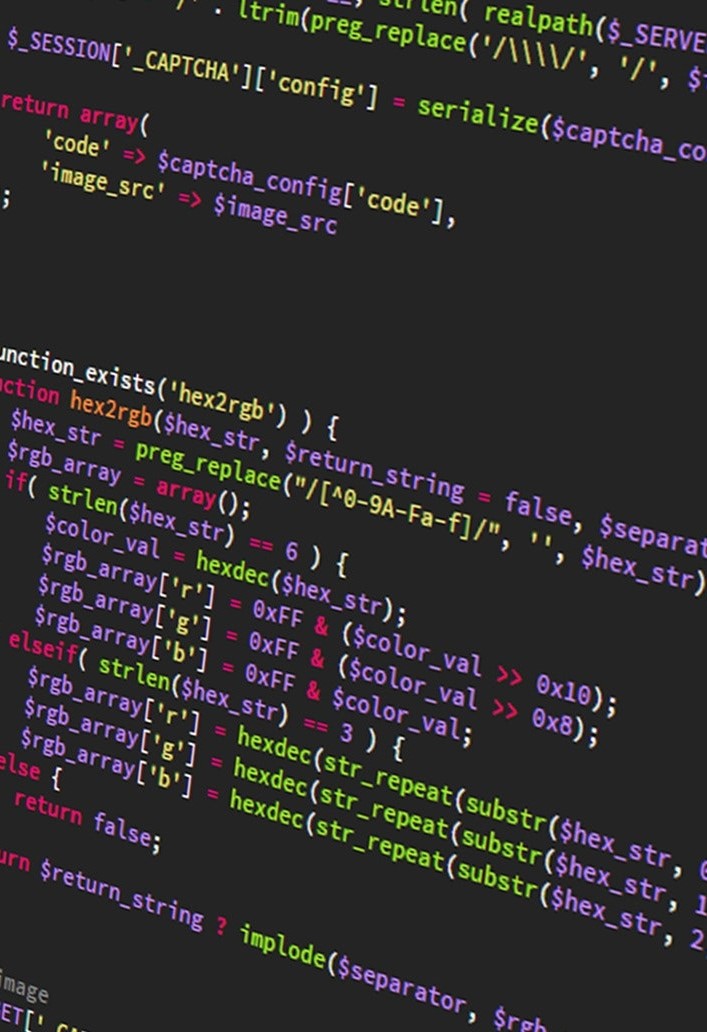 . ltrim(preg_replace('/\\\\/', '/',
strlen( realpath($_SERVE
$_SESSION['_CAPTCHA']['config'] = serialize($captcha_co
return array(
'code' => $captcha_config['code'],
'image_src' => $image_src
;
unction_exists('hex2rgb') ) {
nction hex2rgb($hex_str, $return_string = false, $separat
$hex_str = preg_replace("/[^0-9A-Fa-f]/", '', $hex_str)
$rgb_array = array();
if( strlen($hex_str) == 6 ) {
$color_val = hexdec($hex_str);
$rgb_array['r'] = 0xFF & ($color_val >> 0x10);
$rgb_array['g'] = 0xFF & ($color_val >> 0x8);
$rgb_array['b'] = 0xFF & $color_val;
elseif( strlen($hex_str) == 3 ) {
$rgb_array['r'] = hexdec(str_repeat(substr($hex_str, 0
$rgb_array['g'] = hexdec(str_repeat(substr($hex_str, 1
$rgb_array['b'] = hexdec(str_repeat(substr($hex_str, 2
else {
return false;
urn $return_string ? implode($separator, $rgb
image
ET['